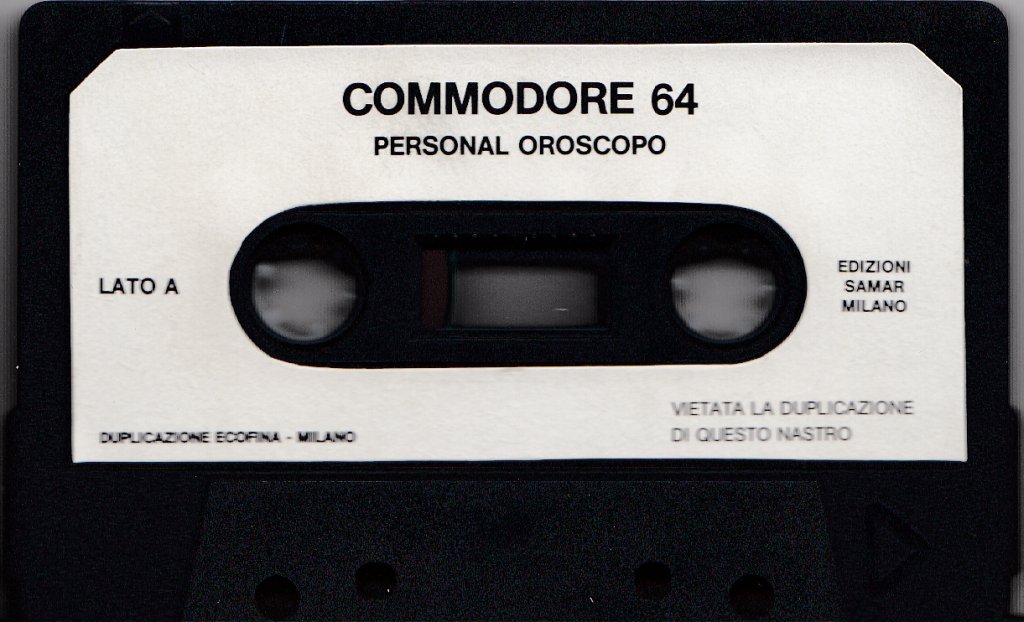 COMMODORE 64
PERSONAL OROSCOPO
LATO A
EDIZIONI
SAMAR
MILANO
VIETATA LA DUPLICAZIONE
DI QUESTO NASTRO
DUPLICAZIONE ECOFINA - MILANO